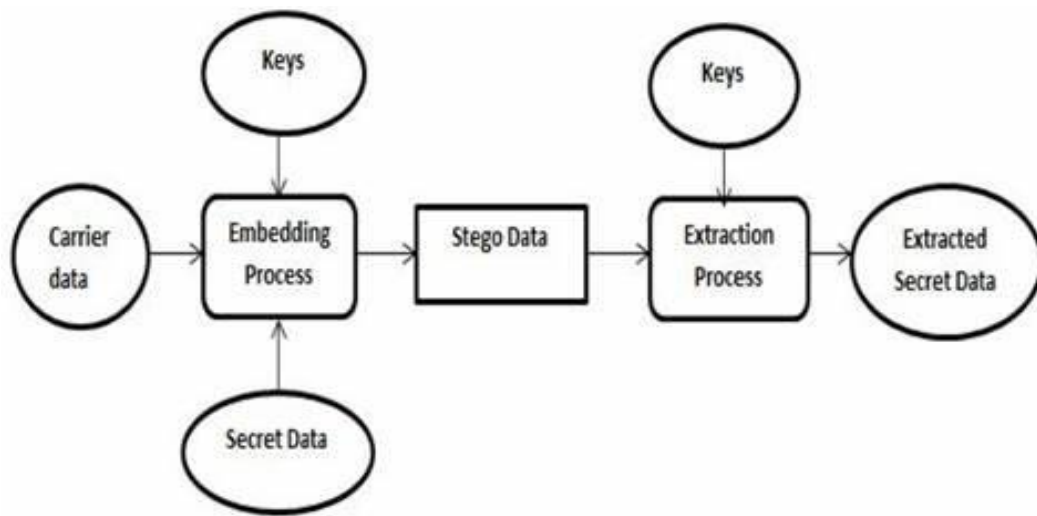 Keys
Keys
Carrier
data
Embedding
Process
Stego Data
Extraction
Process
Extracted
Secret Data
Secret Data